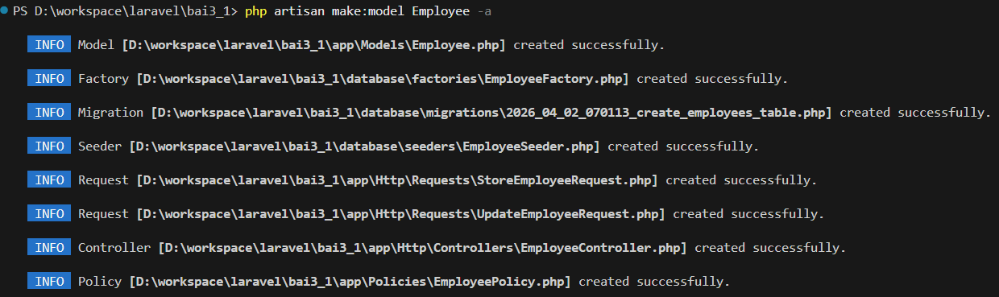 PS D:\workspace\laravel\bai3_1> php artisan make:model Employee -a
INFO Model [D:\workspace\laravel\bai3_1\app\Models\Employee.php] created successfully.
INFO Factory [D:\workspace\laravel\bai3_1\database\factories\EmployeeFactory.php] created successfully.
INFO Migration [D:\workspace\laravel\bai3_1\database\migrations\2026_04_02_070113_create_employees_table.php] created successfully.
INFO Seeder [D:\workspace\laravel\bai3_1\database\seeders\EmployeeSeeder.php] created successfully.
INFO Request [D:\workspace\laravel\bai3_1\app\Http\Requests\StoreEmployeeRequest.php] created successfully.
INFO Request [D:\workspace\laravel\bai3_1\app\Http\Requests\UpdateEmployeeRequest.php] created successfully.
INFO Controller [D:\workspace\laravel\bai3_1\app\Http\Controllers\EmployeeController.php] created successfully.
INFO Policy [D:\workspace\laravel\bai3_1\app\Policies\EmployeePolicy.php] created successfully.